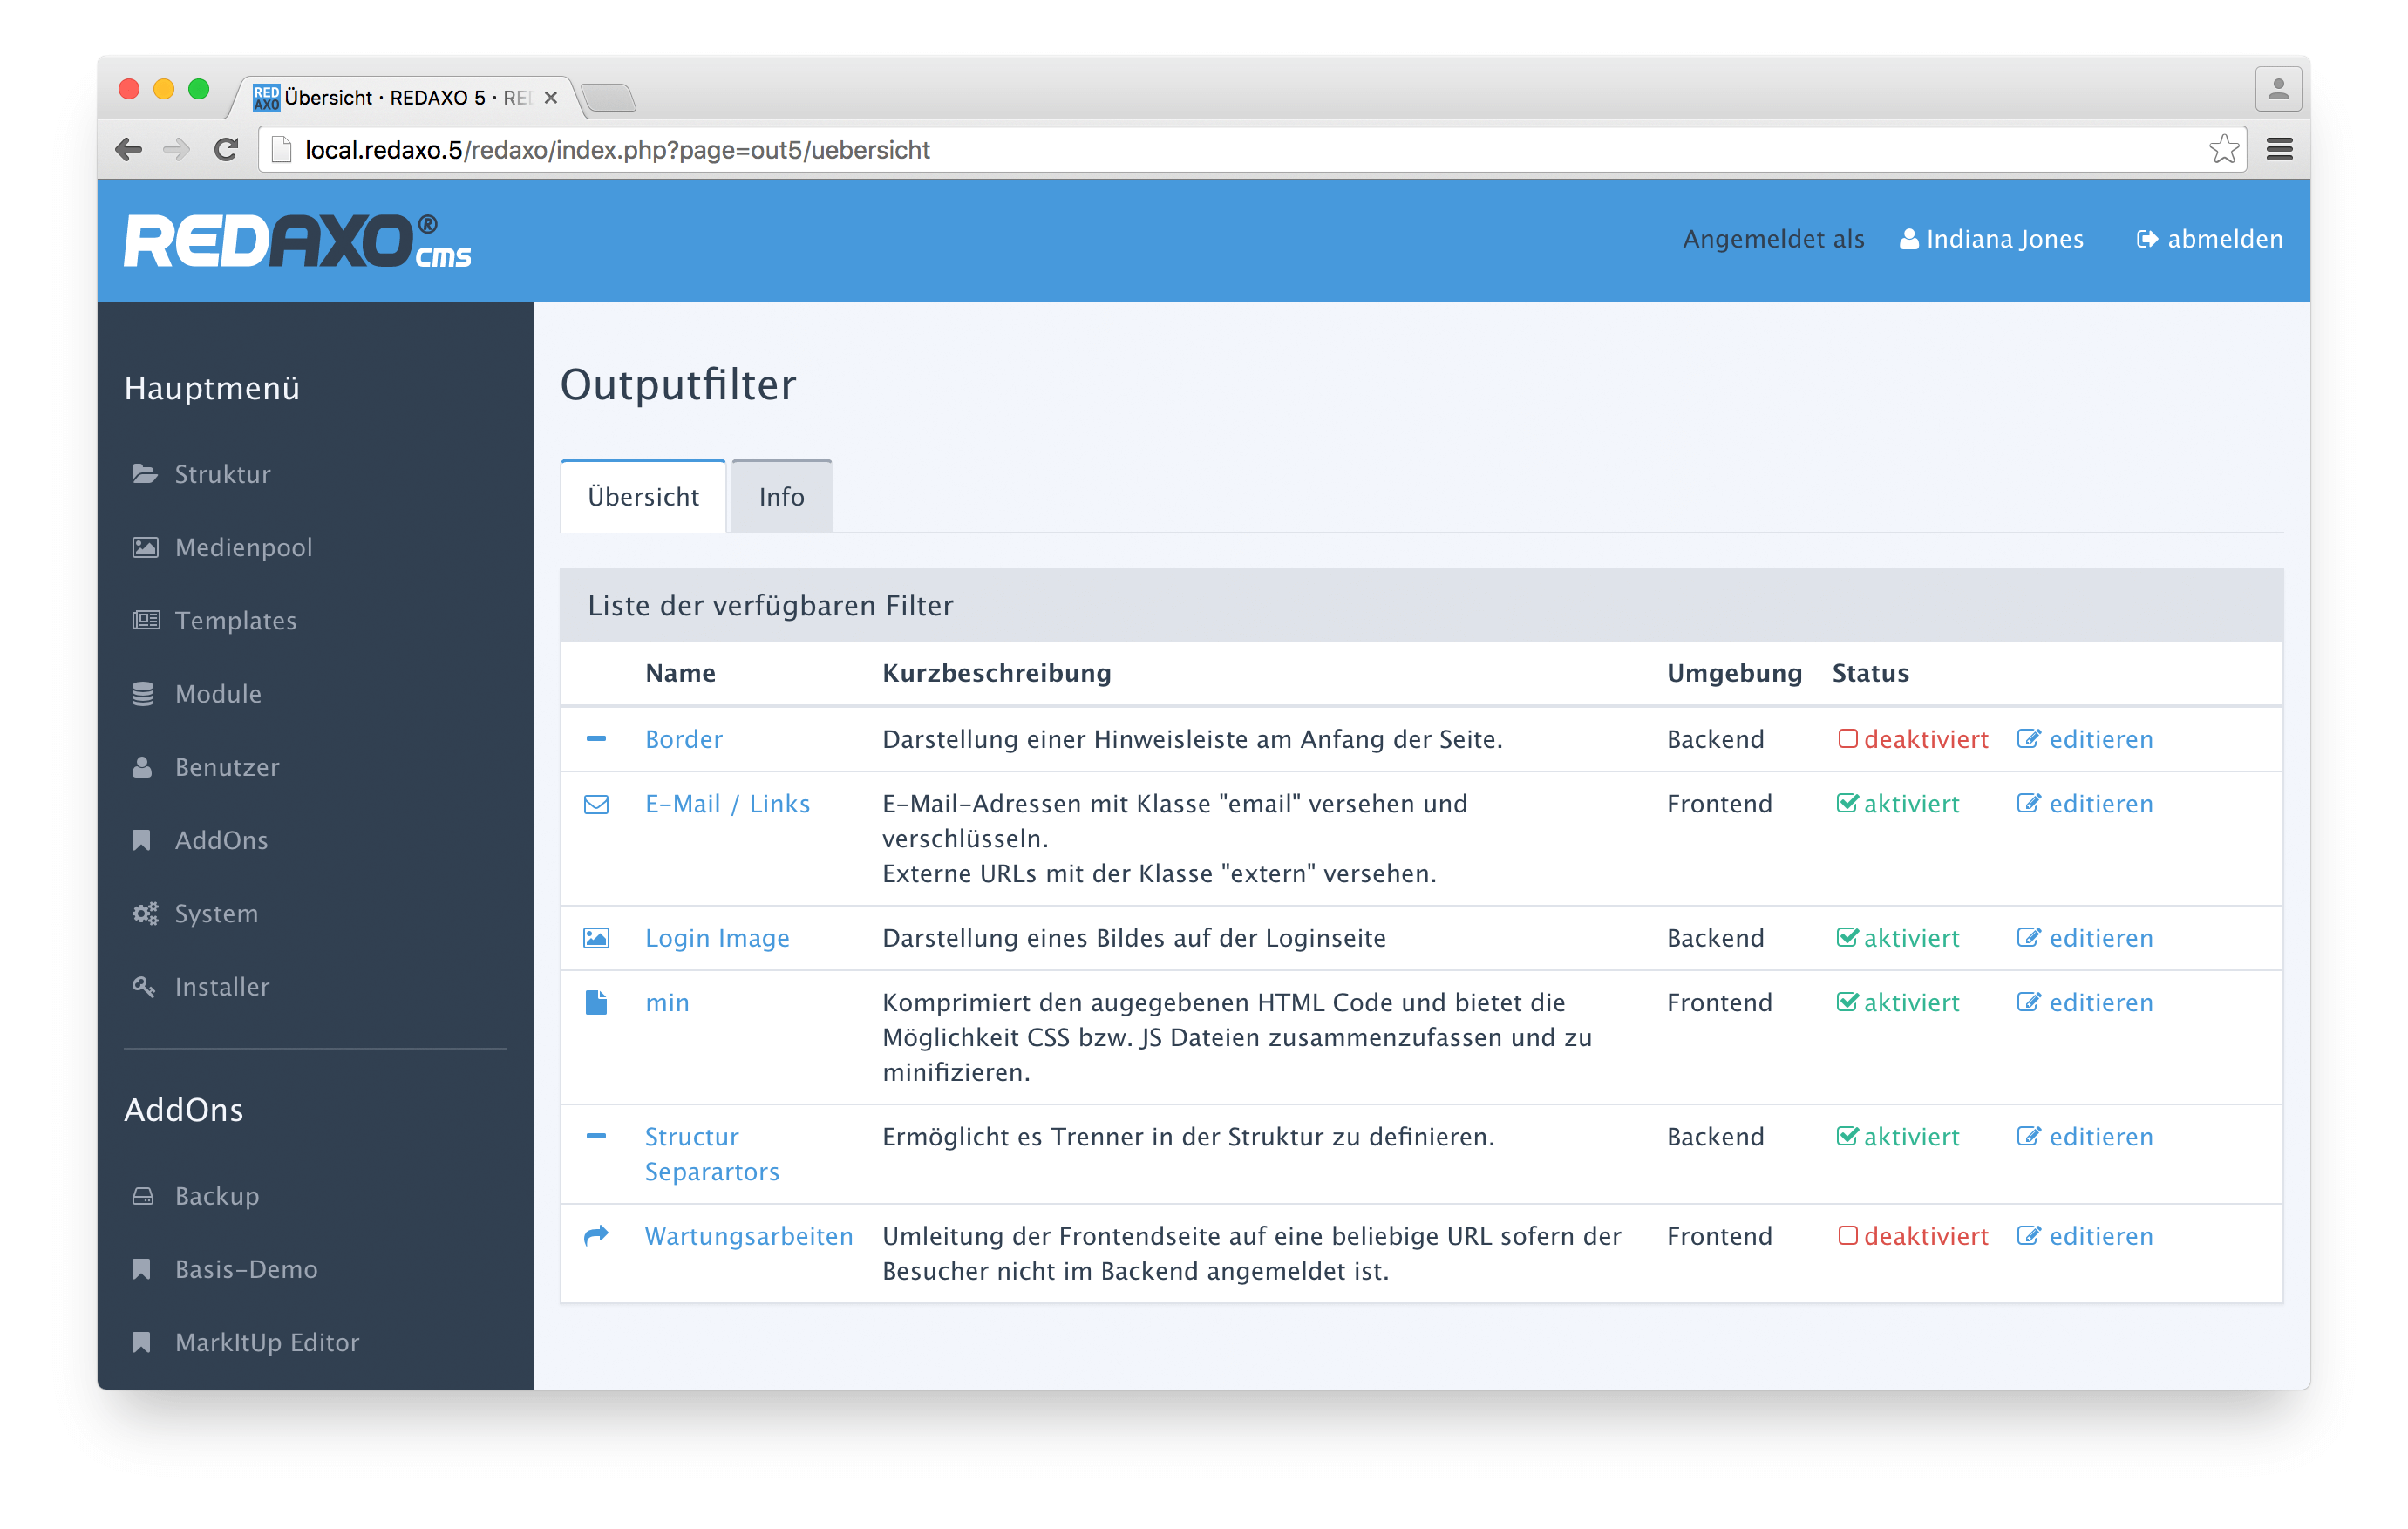 RED
AXO
Übersicht · REDAXO 5 · RE
local.redaxo.5/redaxo/index.php?page=out5/uebersicht
REDAXO® cms
Angemeldet als Indiana Jones abmelden
Hauptmenü
Struktur
Medienpool
Templates
Module
Benutzer
AddOns
System
Installer
AddOns
Backup
Basis-Demo
MarkItUp Editor
Outputfilter
Übersicht Info
Liste der verfügbaren Filter
Name Kurzbeschreibung Umgebung Status
Border Darstellung einer Hinweisleiste am Anfang der Seite. Backend deaktiviert editieren
E-Mail / Links E-Mail-Adressen mit Klasse "email" versehen und Frontend aktiviert editieren
verschlüsseln.
Externe URLs mit der Klasse "extern" versehen.
Login Image Darstellung eines Bildes auf der Loginseite Backend aktiviert editieren
min Komprimiert den augegebenen HTML Code und bietet die Frontend aktiviert editieren
Möglichkeit CSS bzw. JS Dateien zusammenzufassen und zu
minifizieren.
Structur Ermöglicht es Trenner in der Struktur zu definieren. Backend aktiviert editieren
Separartors
Wartungsarbeiten Umleitung der Frontendseite auf eine beliebige URL sofern der Frontend deaktiviert editieren
Besucher nicht im Backend angemeldet ist.